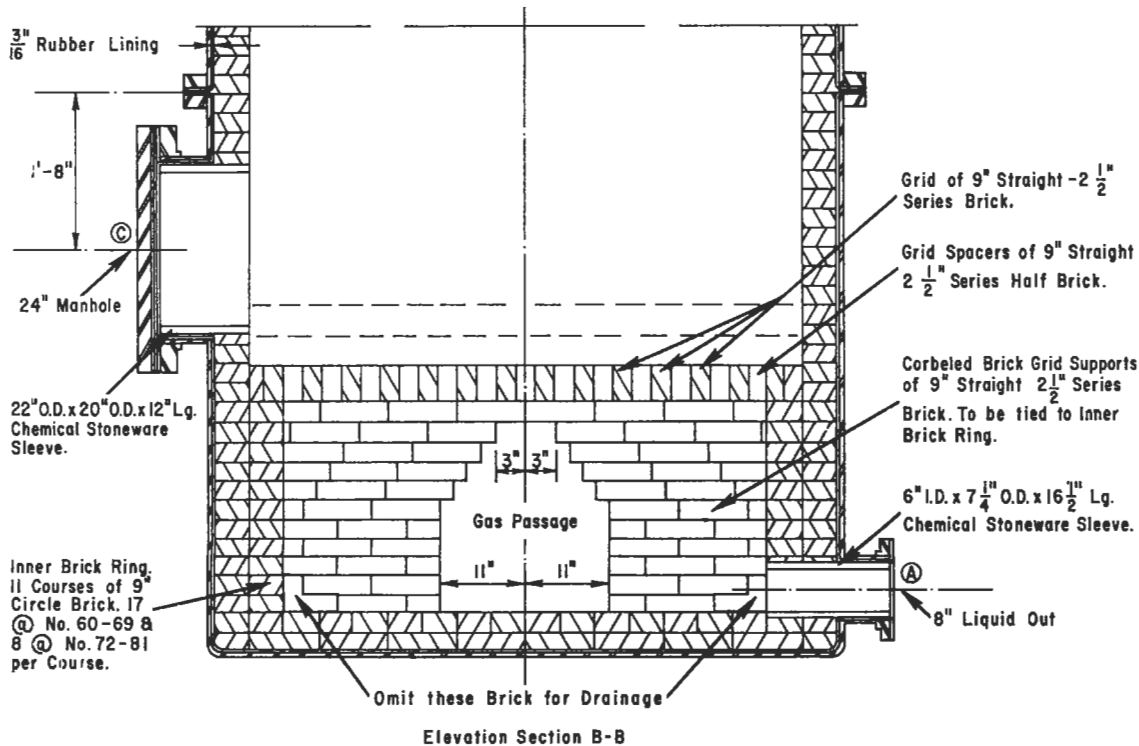 3/16" Rubber Lining
1'-8"
C
24" Manhole
22" O.D. x 20" O.D. x 12" Lg.
Chemical Stoneware
Sleeve.
Inner Brick Ring.
11 Courses of 9"
Circle Brick. 17
@ No. 60-69 &
8 @ No. 72-81
per Course.
Grid of 9" Straight - 2 1/2"
Series Brick.
Grid Spacers of 9" Straight
2 1/2" Series Half Brick.
Corbeled Brick Grid Supports
of 9" Straight 2 1/2" Series
Brick. To be tied to Inner
Brick Ring.
6" I.D. x 7 1/4" O.D. x 16 1/2" Lg.
Chemical Stoneware Sleeve.
A
8" Liquid Out
3" 3"
Gas Passage
11" 11"
Omit these Brick for Drainage
Elevation Section B-B